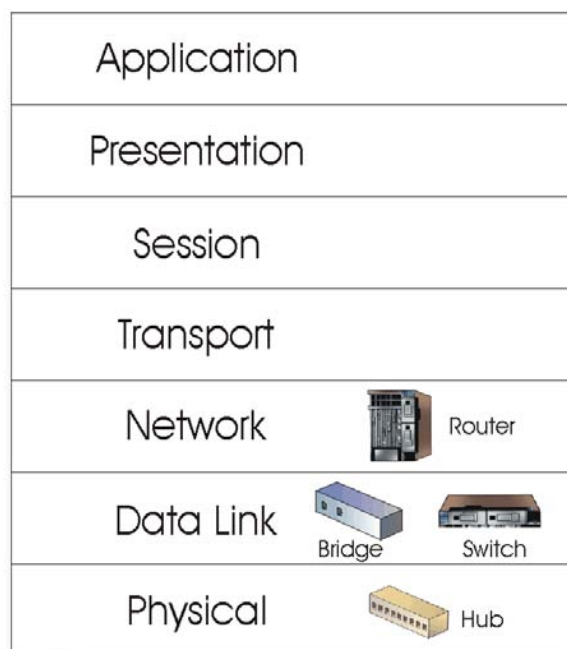 Application
Presentation
Session
Transport
Network Router
Data Link
Bridge Switch
Physical Hub